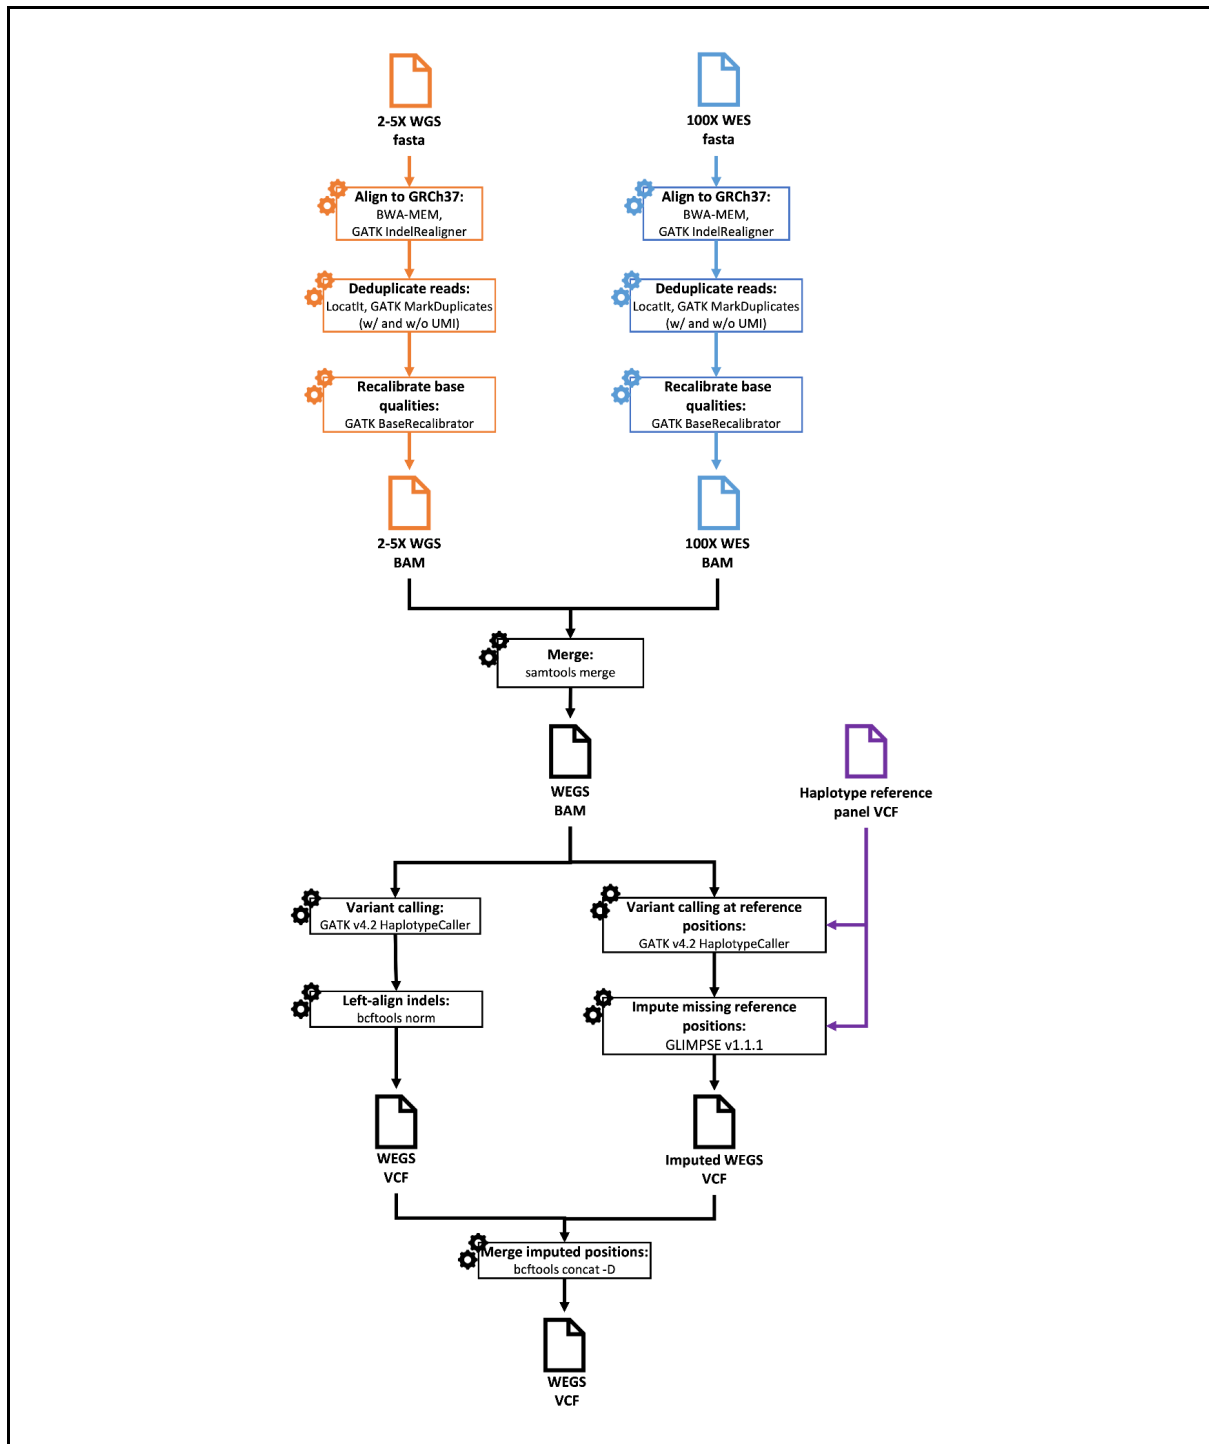 2-5X WGS
fasta
100X WES
fasta
Align to GRCh37:
BWA-MEM,
GATK IndelRealigner
Align to GRCh37:
BWA-MEM,
GATK IndelRealigner
Deduplicate reads:
LocatIt, GATK MarkDuplicates
(w/ and w/o UMI)
Deduplicate reads:
LocatIt, GATK MarkDuplicates
(w/ and w/o UMI)
Recalibrate base
qualities:
GATK BaseRecalibrator
Recalibrate base
qualities:
GATK BaseRecalibrator
2-5X WGS
BAM
100X WES
BAM
Merge:
samtools merge
WEGS
BAM
Haplotype reference
panel VCF
Variant calling:
GATK v4.2 HaplotypeCaller
Variant calling at reference
positions:
GATK v4.2 HaplotypeCaller
Left-align indels:
bcftools norm
Impute missing reference
positions:
GLIMPSE v1.1.1
WEGS
VCF
Imputed WEGS
VCF
Merge imputed positions:
bcftools concat -D
WEGS
VCF